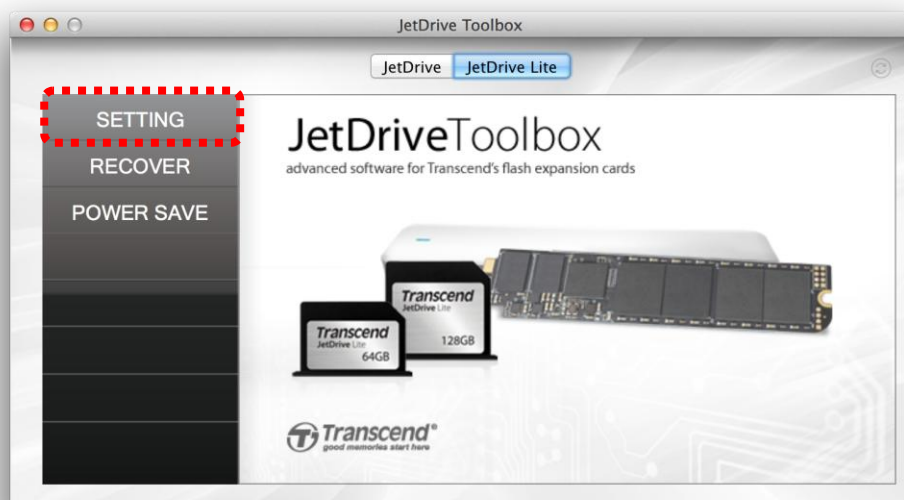 JetDrive Toolbox
JetDrive JetDrive Lite
SETTING
RECOVER
POWER SAVE
JetDriveToolbox
advanced software for Transcend's flash expansion cards
Transcend
JetDrive Lite
128GB
Transcend
JetDrive Lite
64GB
Transcend®
good memories start here